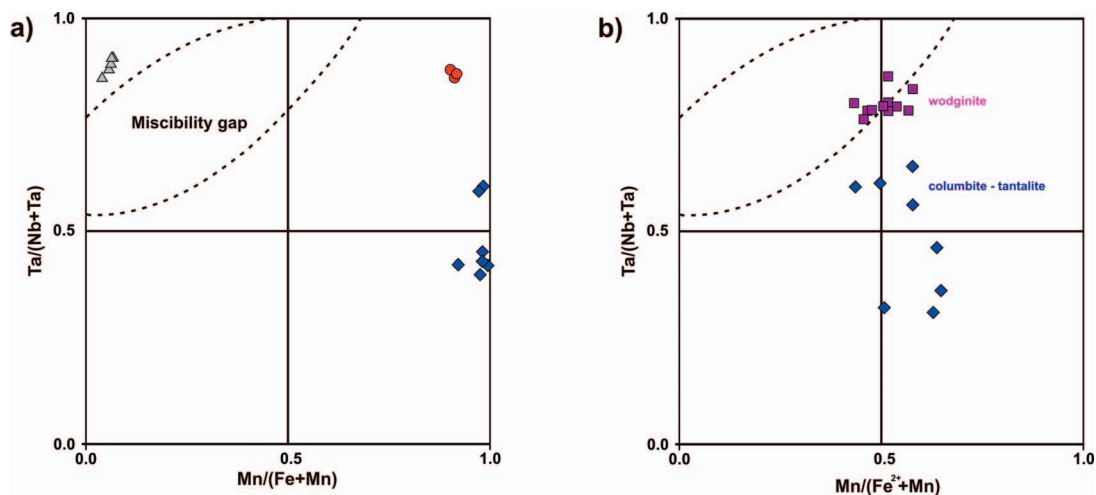 a)
1.0
Miscibility gap
Ta/(Nb+Ta)
0.5
0.0
0.0
0.5
1.0
Mn/(Fe+Mn)
b)
1.0
wodginite
columbite - tantalite
Ta/(Nb+Ta)
0.5
0.0
0.0
0.5
1.0
Mn/(Fe²⁺+Mn)